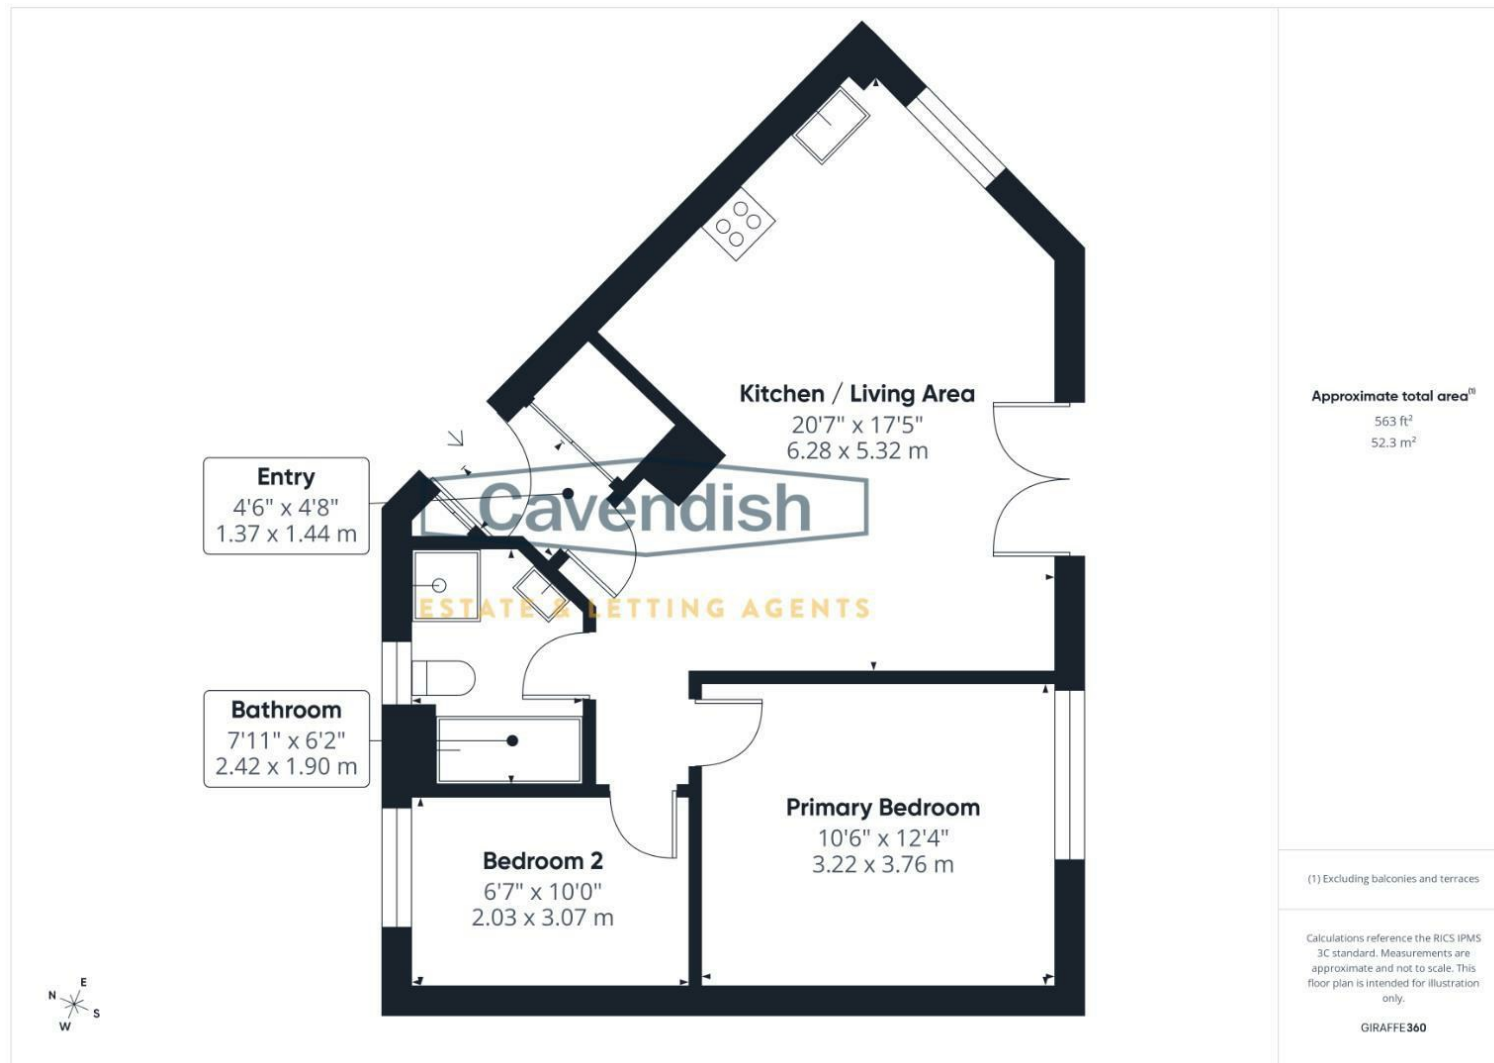 Kitchen / Living Area
20'7" x 17'5"
6.28 x 5.32 m
Entry
4'6" x 4'8"
1.37 x 1.44 m
Cavendish
ESTATE & LETTING AGENTS
Bathroom
7'11" x 6'2"
2.42 x 1.90 m
Primary Bedroom
10'6" x 12'4"
3.22 x 3.76 m
Bedroom 2
6'7" x 10'0"
2.03 x 3.07 m
E
N
S
W
Approximate total area(1)
563 ft²
52.3 m²
(1) Excluding balconies and terraces
Calculations reference the RICS IPMS
3C standard. Measurements are
approximate and not to scale. This
floor plan is intended for illustration
only.
GIRAFFE360